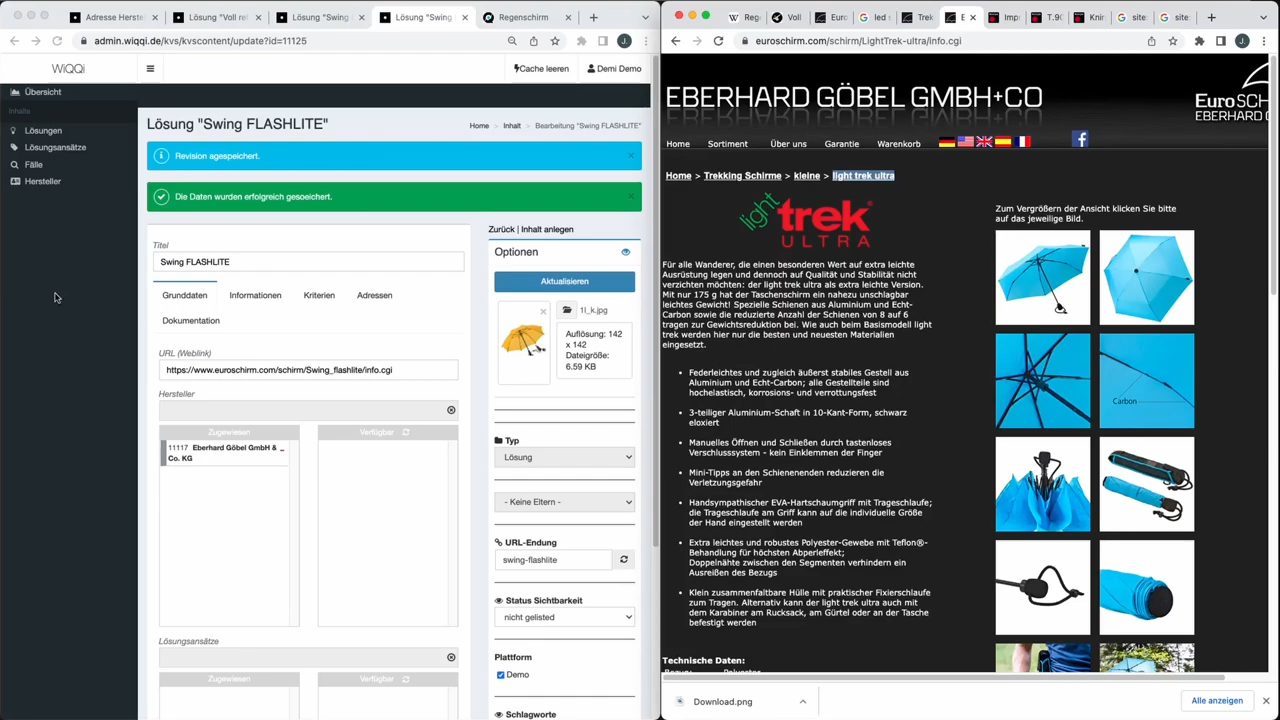 Adresse Herstel
Lösung "Voll rei
Lösung "Swing
Lösung "Swing
Regenschirm
admin.wiqqi.de/kvs/kvscontent/update?id=11125
J.
WiQQi
Cache leeren
Demi Demo
Übersicht
Inhalte
Lösungen
Lösungsansätze
Fälle
Hersteller
Lösung "Swing FLASHLITE"
Home > Inhalt > Bearbeitung "Swing FLASHLITE"
Revision agespeichert.
Die Daten wurden erfolgreich gesoeichert.
Titel
Swing FLASHLITE
Grunddaten
Informationen
Kriterien
Adressen
Dokumentation
URL (Weblink)
https://www.euroschirm.com/schirm/Swing_flashlite/info.cgi
Hersteller
Zugewiesen
Verfügbar
11117 Eberhard Göbel GmbH &
Co. KG
Lösungsansätze
Zugewiesen
Verfügbar
Zurück | Inhalt anlegen
Optionen
Aktualisieren
1l_k.jpg
Auflösung: 142
x 142
Dateigröße:
6.59 KB
Typ
Lösung
- Keine Eltern -
URL-Endung
swing-flashlite
Status Sichtbarkeit
nicht gelisted
Plattform
Demo
Schlagworte
Reg
Voll
Euro
led s
Trek
E
Impr
T.90
Knir
site:
site:
euroschirm.com/schirm/LightTrek-ultra/info.cgi
J.
EBERHARD GÖBEL GMBH+CO
EuroSCH
EBERHARD G
Home
Sortiment
Über uns
Garantie
Warenkorb
Home > Trekking Schirme > kleine > light trek ultra
light trek ULTRA
Für alle Wanderer, die einen besonderen Wert auf extra leichte
Ausrüstung legen und dennoch auf Qualität und Stabilität nicht
verzichten möchten: der light trek ultra als extra leichte Version.
Mit nur 175 g hat der Taschenschirm ein nahezu unschlagbar
leichtes Gewicht! Spezielle Schienen aus Aluminium und Echt-
Carbon sowie die reduzierte Anzahl der Schienen von 8 auf 6
tragen zur Gewichtsreduktion bei. Wie auch beim Basismodell light
trek werden hier nur die besten und neuesten Materialien
eingesetzt.
Federleichtes und zugleich äußerst stabiles Gestell aus
Aluminium und Echt-Carbon; alle Gestellteile sind
hochelastisch, korrosions- und verrottungsfest
3-teiliger Aluminium-Schaft in 10-Kant-Form, schwarz
eloxiert
Manuelles Öffnen und Schließen durch tastenloses
Verschlusssystem - kein Einklemmen der Finger
Mini-Tipps an den Schienenenden reduzieren die
Verletzungsgefahr
Handsympathischer EVA-Hartschaumgriff mit Trageschlaufe;
die Trageschlaufe am Griff kann auf die individuelle Größe
der Hand eingestellt werden
Extra leichtes und robustes Polyester-Gewebe mit Teflon®-
Behandlung für höchsten Abperleffekt;
Doppelnähte zwischen den Segmenten verhindern ein
Ausreißen des Bezugs
Klein zusammenfaltbare Hülle mit praktischer Fixierschlaufe
zum Tragen. Alternativ kann der light trek ultra auch mit
dem Karabiner am Rucksack, am Gürtel oder an der Tasche
befestigt werden
Technische Daten:
Bezug: Polyester
Zum Vergrößern der Ansicht klicken Sie bitte
auf das jeweilige Bild.
Carbon
Download.png
Alle anzeigen